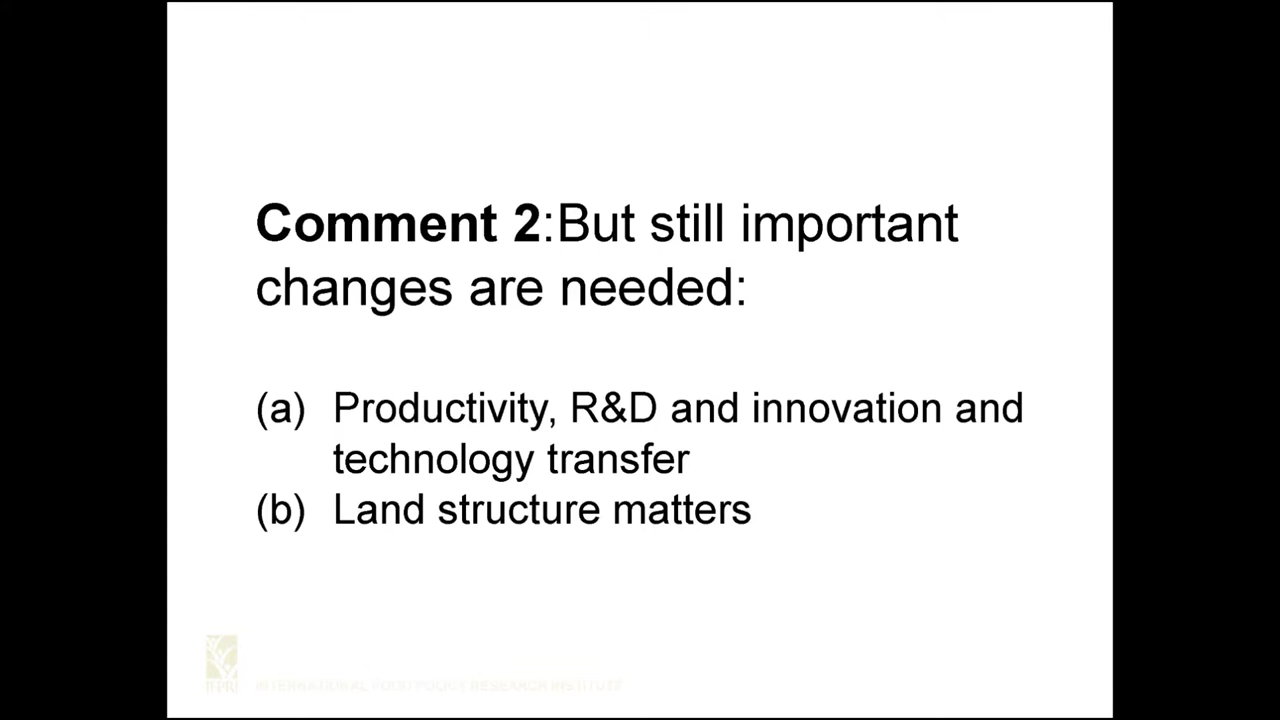 Comment 2:But still important
changes are needed:
(a) Productivity, R&D and innovation and
technology transfer
(b) Land structure matters
IFPRI
INTERNATIONAL FOOD POLICY RESEARCH INSTITUTE